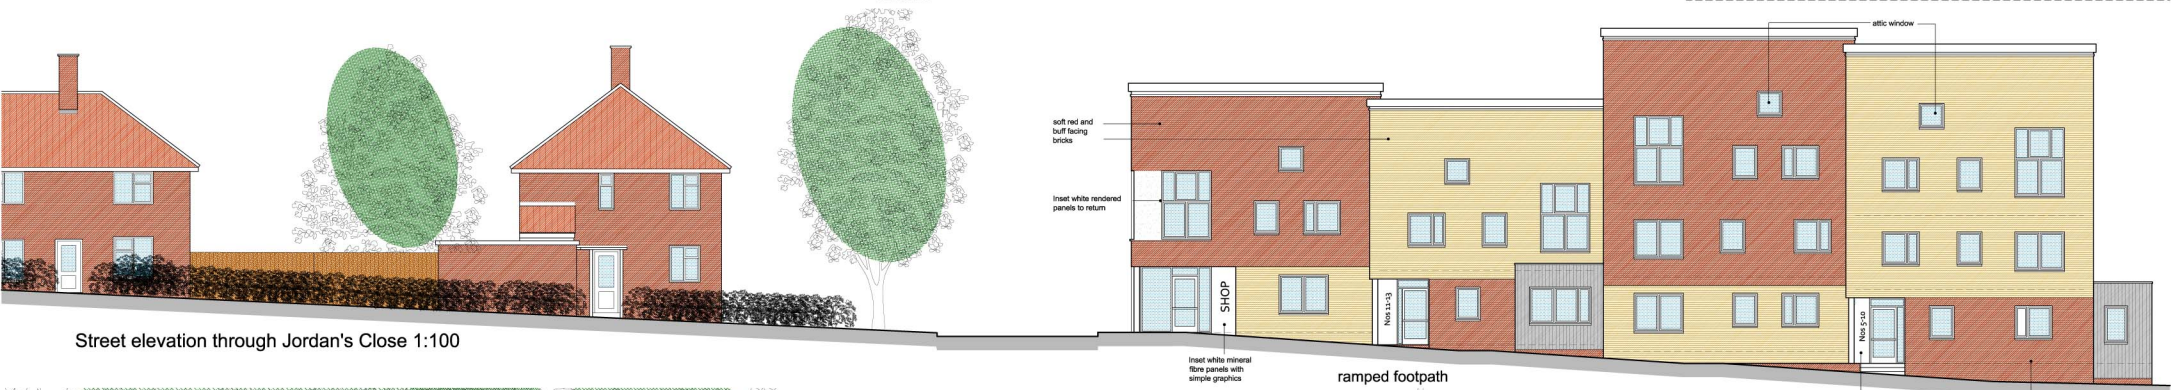 attic window
soft red and
buff facing
bricks
Inset white rendered
panels to return
SHOP
Nos 11-13
Nos 5-10
Street elevation through Jordan's Close 1:100
Inset white mineral
fibre panels with
simple graphics
ramped footpath